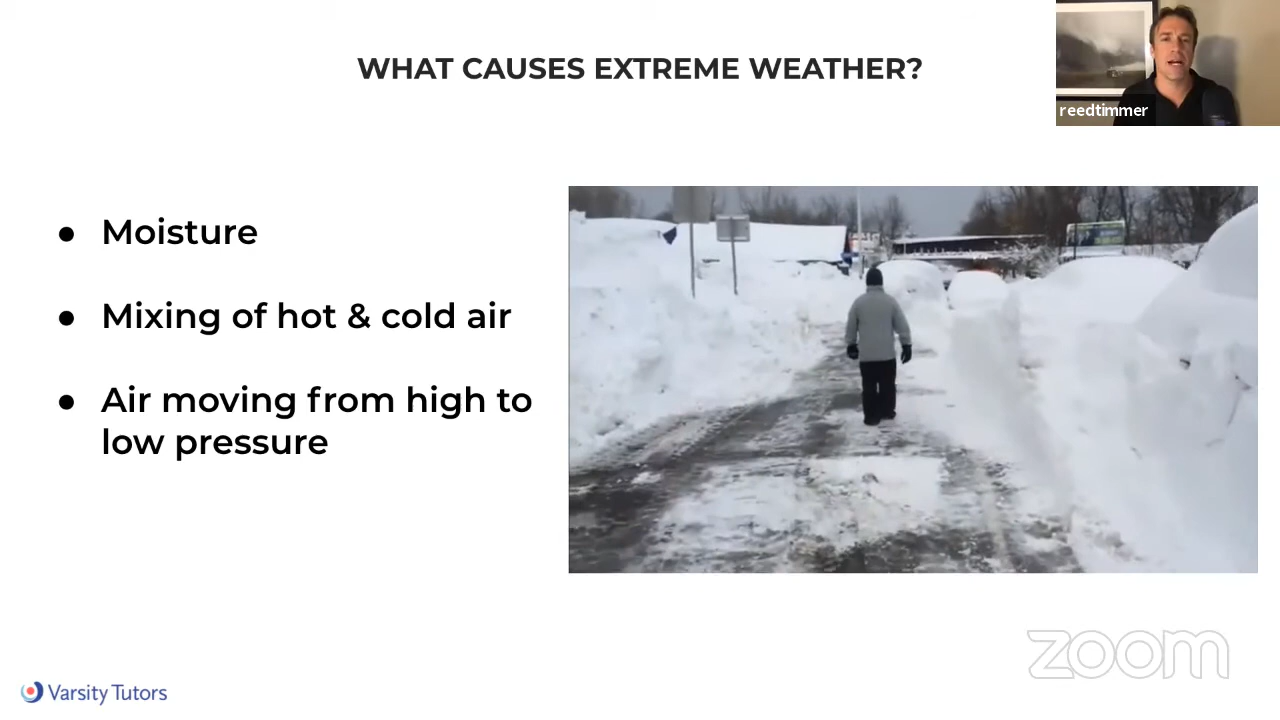 WHAT CAUSES EXTREME WEATHER?
reedtimmer
● Moisture
● Mixing of hot & cold air
● Air moving from high to
low pressure
zoom
Varsity Tutors